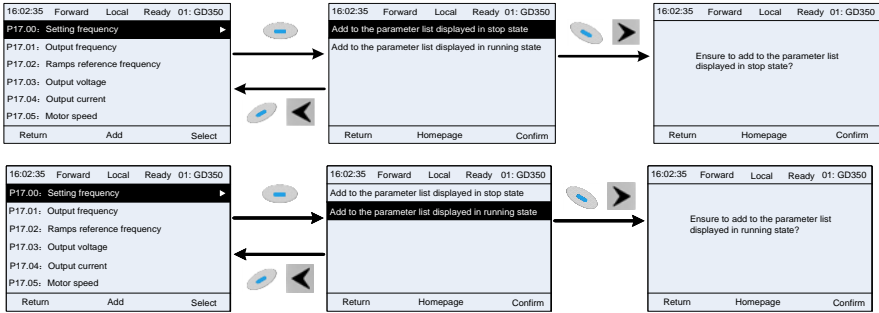 16:02:35 Forward Local Ready 01: GD350
P17.00: Setting frequency
P17.01: Output frequency
P17.02: Ramps reference frequency
P17.03: Output voltage
P17.04: Output current
P17.05: Motor speed
Return Add Select
16:02:35 Forward Local Ready 01: GD350
Add to the parameter list displayed in stop state
Add to the parameter list displayed in running state
Return Homepage Confirm
16:02:35 Forward Local Ready 01: GD350
Ensure to add to the parameter list
displayed in stop state?
Return Homepage Confirm
16:02:35 Forward Local Ready 01: GD350
P17.00: Setting frequency
P17.01: Output frequency
P17.02: Ramps reference frequency
P17.03: Output voltage
P17.04: Output current
P17.05: Motor speed
Return Add Select
16:02:35 Forward Local Ready 01: GD350
Add to the parameter list displayed in stop state
Add to the parameter list displayed in running state
Return Homepage Confirm
16:02:35 Forward Local Ready 01: GD350
Ensure to add to the parameter list
displayed in running state?
Return Homepage Confirm